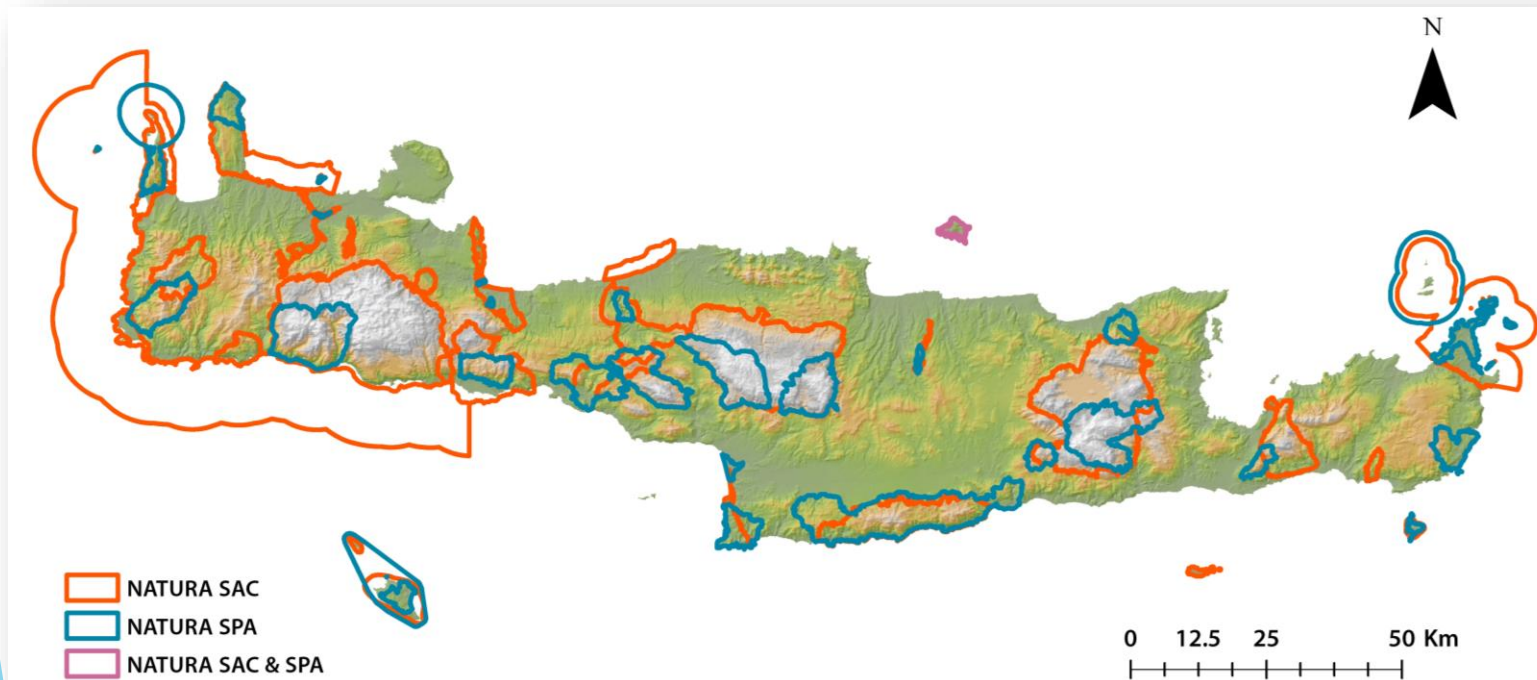 N
NATURA SAC
NATURA SPA
NATURA SAC & SPA
0 12.5 25 50 Km